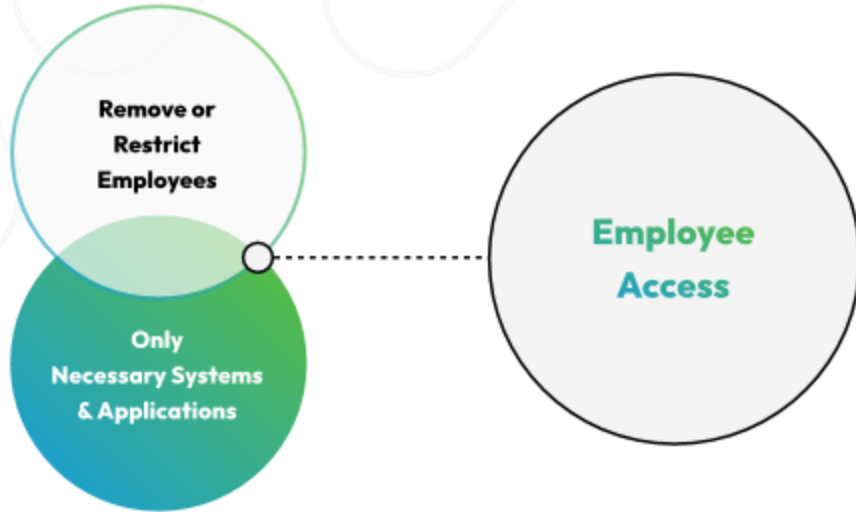 Remove or
Restrict
Employees
Only
Necessary Systems
& Applications
Employee
Access